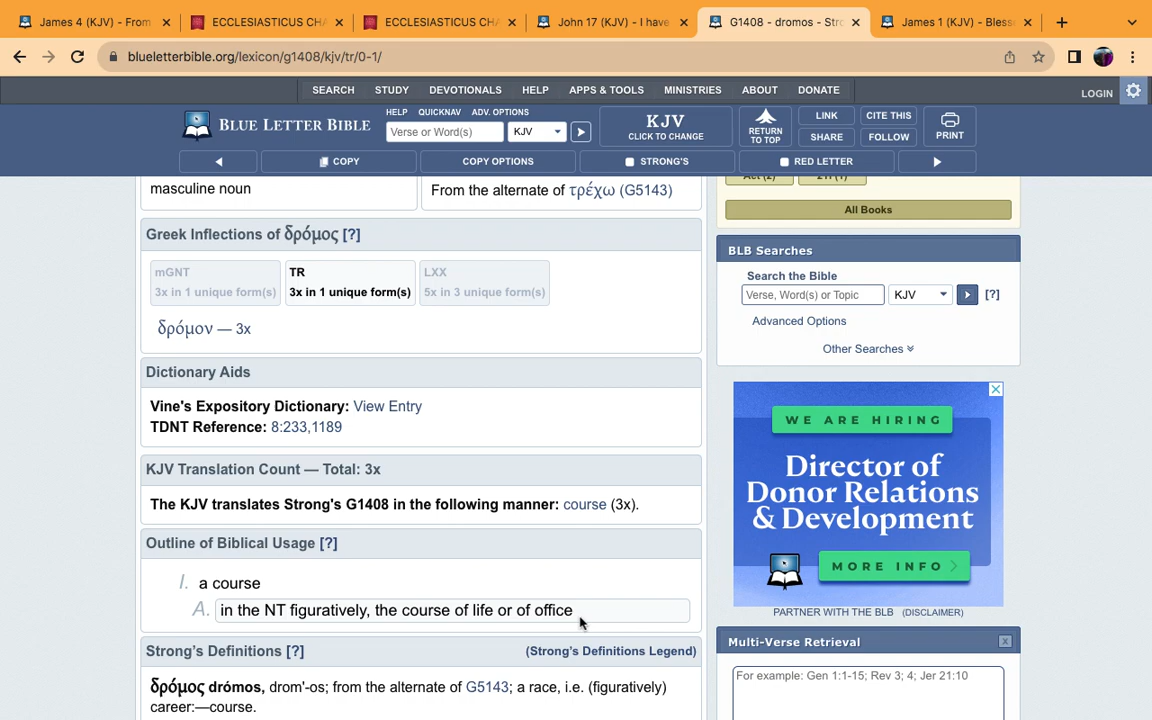 James 4 (KJV) - From
ECCLESIASTICUS CHA
ECCLESIASTICUS CHA
John 17 (KJV) - I have
G1408 - dromos - Stro
James 1 (KJV) - Blesse
blueletterbible.org/lexicon/g1408/kjv/tr/0-1/
SEARCH STUDY DEVOTIONALS HELP APPS & TOOLS MINISTRIES ABOUT DONATE LOGIN
BLUE LETTER BIBLE
HELP QUICKNAV ADV. OPTIONS
Verse or Word(s) KJV
KJV
CLICK TO CHANGE
RETURN
TO TOP
LINK CITE THIS
SHARE FOLLOW
PRINT
COPY COPY OPTIONS STRONG'S RED LETTER
masculine noun
From the alternate of τρέχω (G5143)
Greek Inflections of δρόμος [?]
mGNT
3x in 1 unique form(s)
TR
3x in 1 unique form(s)
LXX
5x in 3 unique form(s)
δρόμον — 3x
Dictionary Aids
Vine's Expository Dictionary: View Entry
TDNT Reference: 8:233,1189
KJV Translation Count — Total: 3x
The KJV translates Strong's G1408 in the following manner: course (3x).
Outline of Biblical Usage [?]
I. a course
A. in the NT figuratively, the course of life or of office
Strong's Definitions [?] (Strong's Definitions Legend)
δρόμος drómos, drom'-os; from the alternate of G5143; a race, i.e. (figuratively)
career:—course.
Act (2) 2Ti (1)
All Books
BLB Searches
Search the Bible
Verse, Word(s) or Topic KJV [?]
Advanced Options
Other Searches
WE ARE HIRING
Director of
Donor Relations
& Development
MORE INFO
PARTNER WITH THE BLB (DISCLAIMER)
Multi-Verse Retrieval x
For example: Gen 1:1-15; Rev 3; 4; Jer 21:10